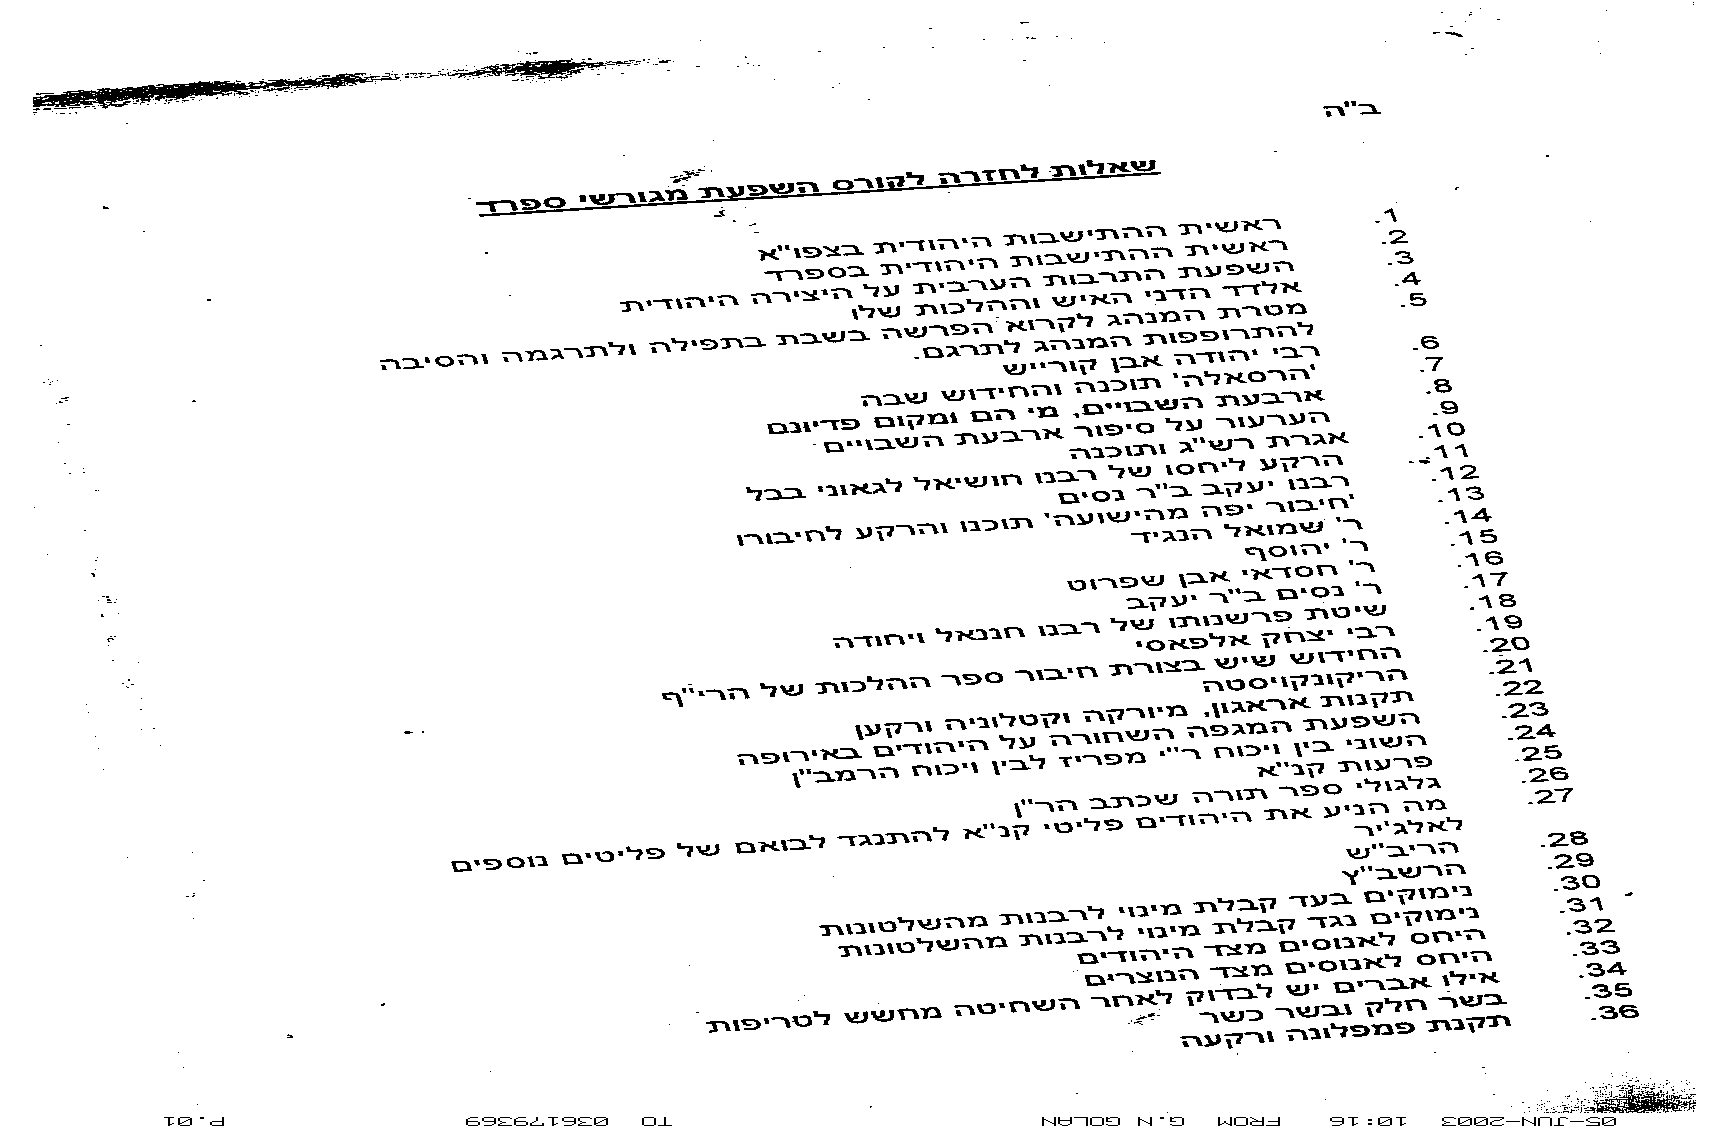 ב"ה
שאלות לחזרה לקורס השפעת מגורשי ספרד
1. ראשית ההתישבות היהודית בצפו"א
2. ראשית ההתישבות היהודית בספרד
3. השפעת התרבות הערבית על היצירה היהודית
4. אלדד הדני האיש וההלכות שלו
5. מטרת המנהג לקרוא הפרשה בשבת בתפילה ולתרגמה והסיבה
להתרופפות המנהג לתרגם.
6. רבי יהודה אבן קורייש
7. 'הרסאלה' תוכנה והחידוש שבה
8. ארבעת השבויים, מי הם ומקום פדיונם
9. הערעור על סיפור ארבעת השבויים
10. אגרת רש"ג ותוכנה
11. הרקע ליחסו של רבנו חושיאל לגאוני בבל
12. רבנו יעקב ב"ר נסים
13. 'חיבור יפה מהישועה' תוכנו והרקע לחיבורו
14. ר' שמואל הנגיד
15. ר' יהוסף
16. ר' חסדאי אבן שפרוט
17. ר' נסים ב"ר יעקב
18. שיטת פרשנותו של רבנו חננאל ויחודה
19. רבי יצחק אלפאסי
20. החידוש שיש בצורת חיבור ספר ההלכות של הרי"ף
21. הריקונקויסטה
22. תקנות אראגון, מיורקה וקטלוניה ורקען
23. השפעת המגפה השחורה על היהודים באירופה
24. השוני בין ויכוח ר"י מפריז לבין ויכוח הרמב"ן
25. פרעות קנ"א
26. גלגולי ספר תורה שכתב הר"ן
27. מה הניע את היהודים פליטי קנ"א להתנגד לבואם של פליטים נוספים
לאלג'יר
28. הריב"ש
29. הרשב"ץ
30. נימוקים בעד קבלת מינוי לרבנות מהשלטונות
31. נימוקים נגד קבלת מינוי לרבנות מהשלטונות
32. היחס לאנוסים מצד היהודים
33. היחס לאנוסים מצד הנוצרים
34. אילו אברים יש לבדוק לאחר השחיטה מחשש לטריפות
35. בשר חלק ובשר כשר
36. תקנת פמפלונה ורקעה
05-JUN-2003 10:16 FROM G.N GOLAN TO 036179369 P.01